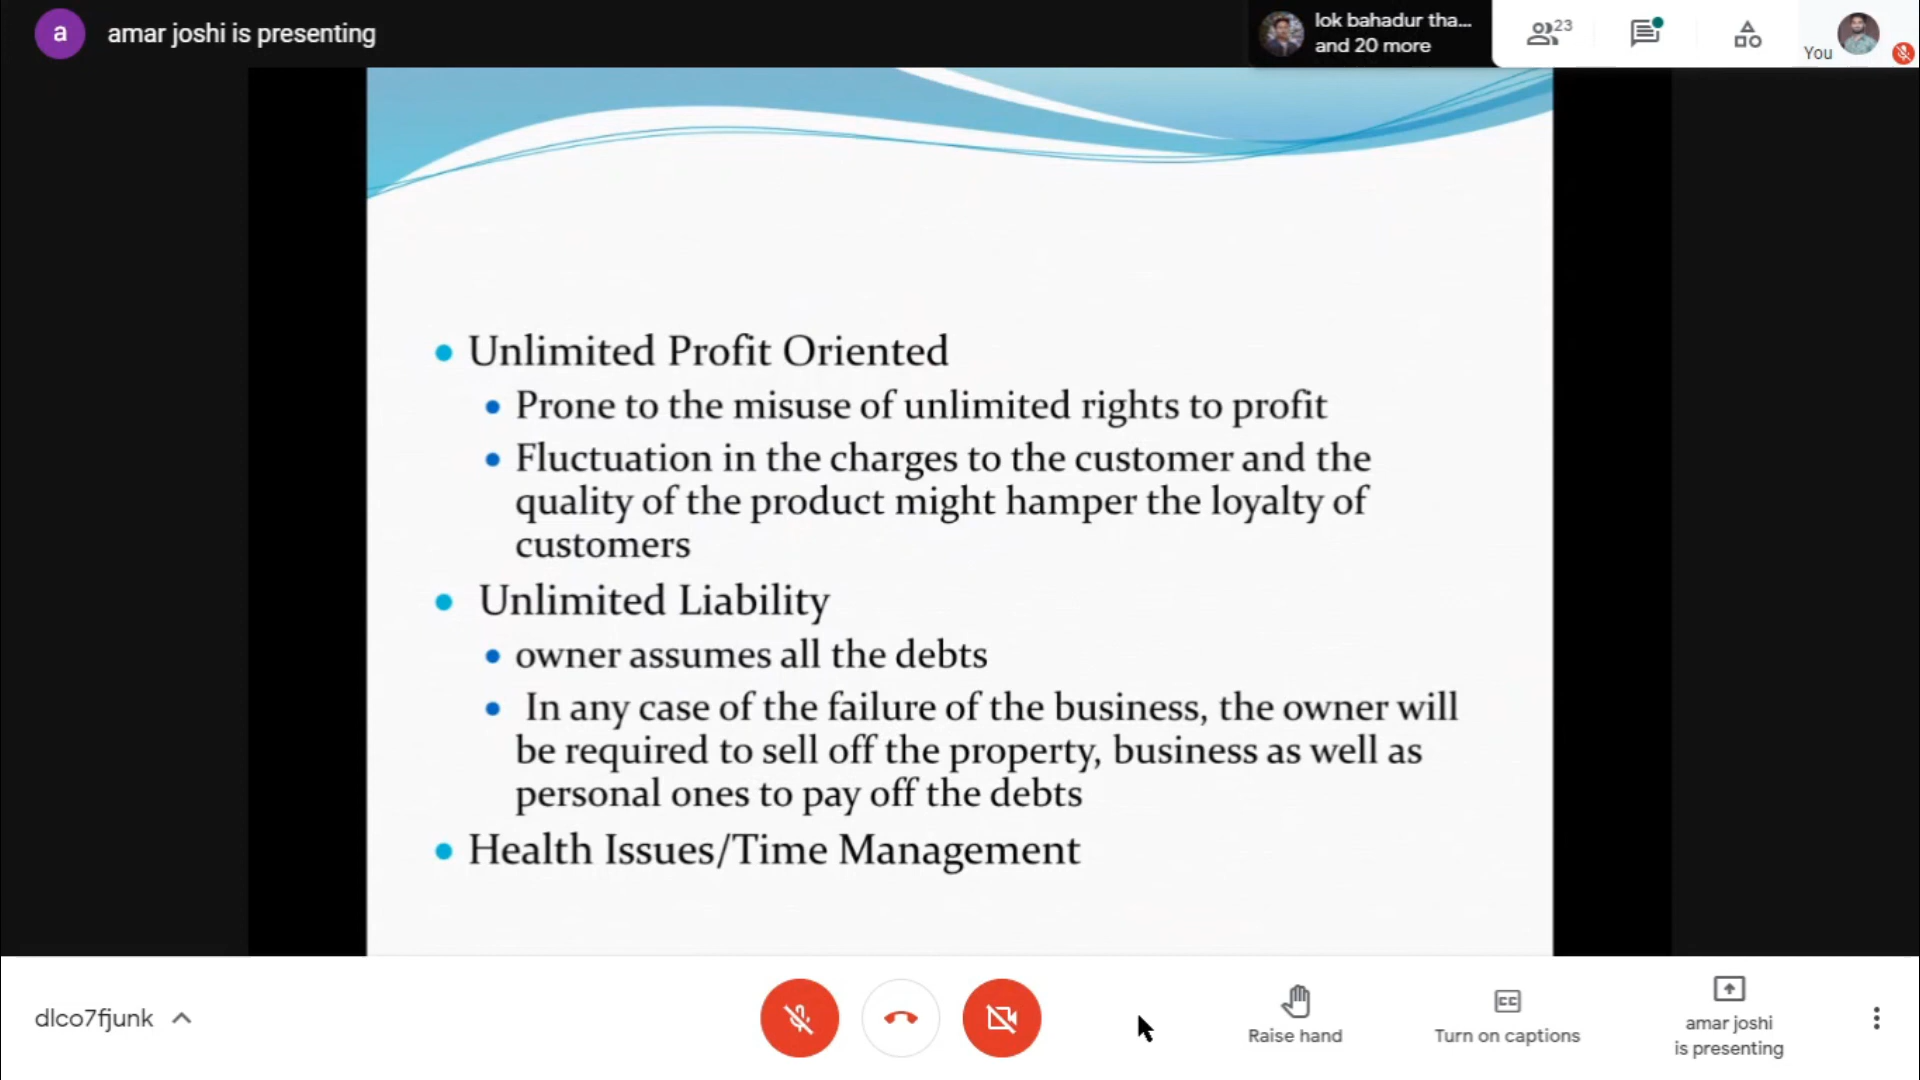 a
amar joshi is presenting
lok bahadur tha...
and 20 more
23
You
• Unlimited Profit Oriented
• Prone to the misuse of unlimited rights to profit
• Fluctuation in the charges to the customer and the
quality of the product might hamper the loyalty of
customers
• Unlimited Liability
• owner assumes all the debts
• In any case of the failure of the business, the owner will
be required to sell off the property, business as well as
personal ones to pay off the debts
• Health Issues/Time Management
dlco7fjunk
Raise hand
CC
Turn on captions
amar joshi
is presenting